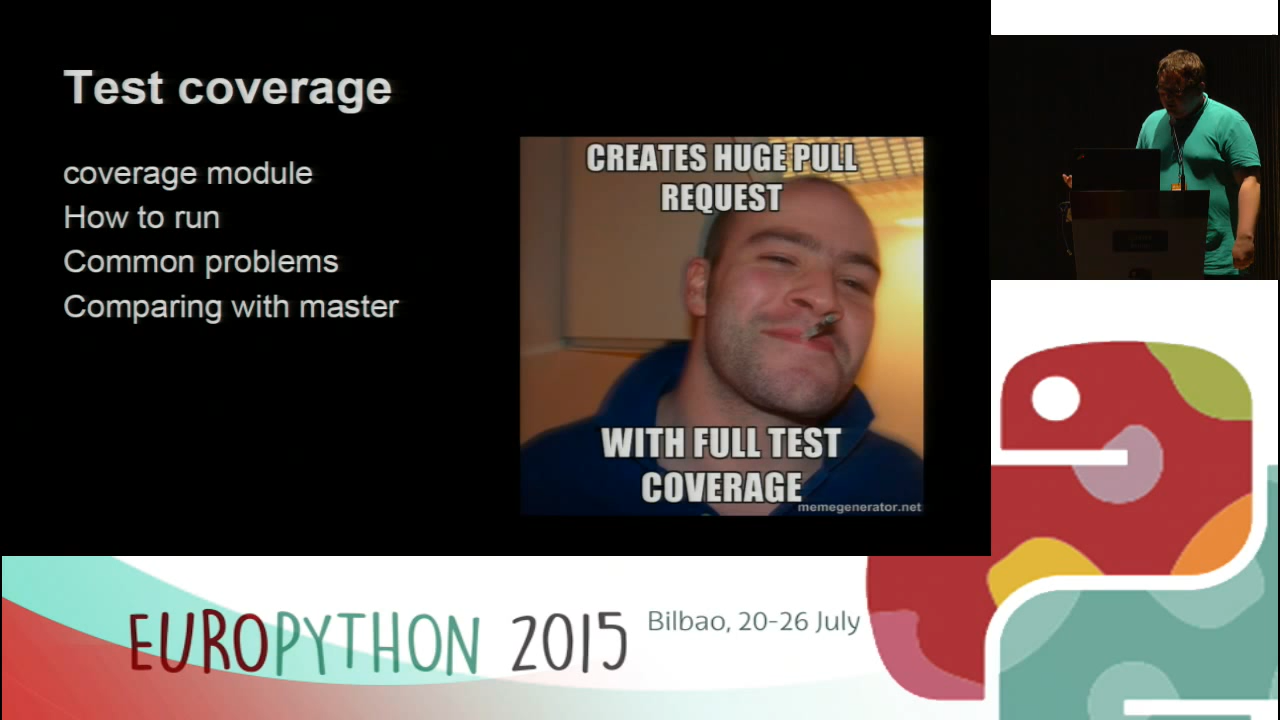 Test coverage
coverage module
How to run
Common problems
Comparing with master
CREATES HUGE PULL
REQUEST
WITH FULL TEST
COVERAGE
memegenerator.net
EUROPYTHON 2015
Bilbao, 20-26 July